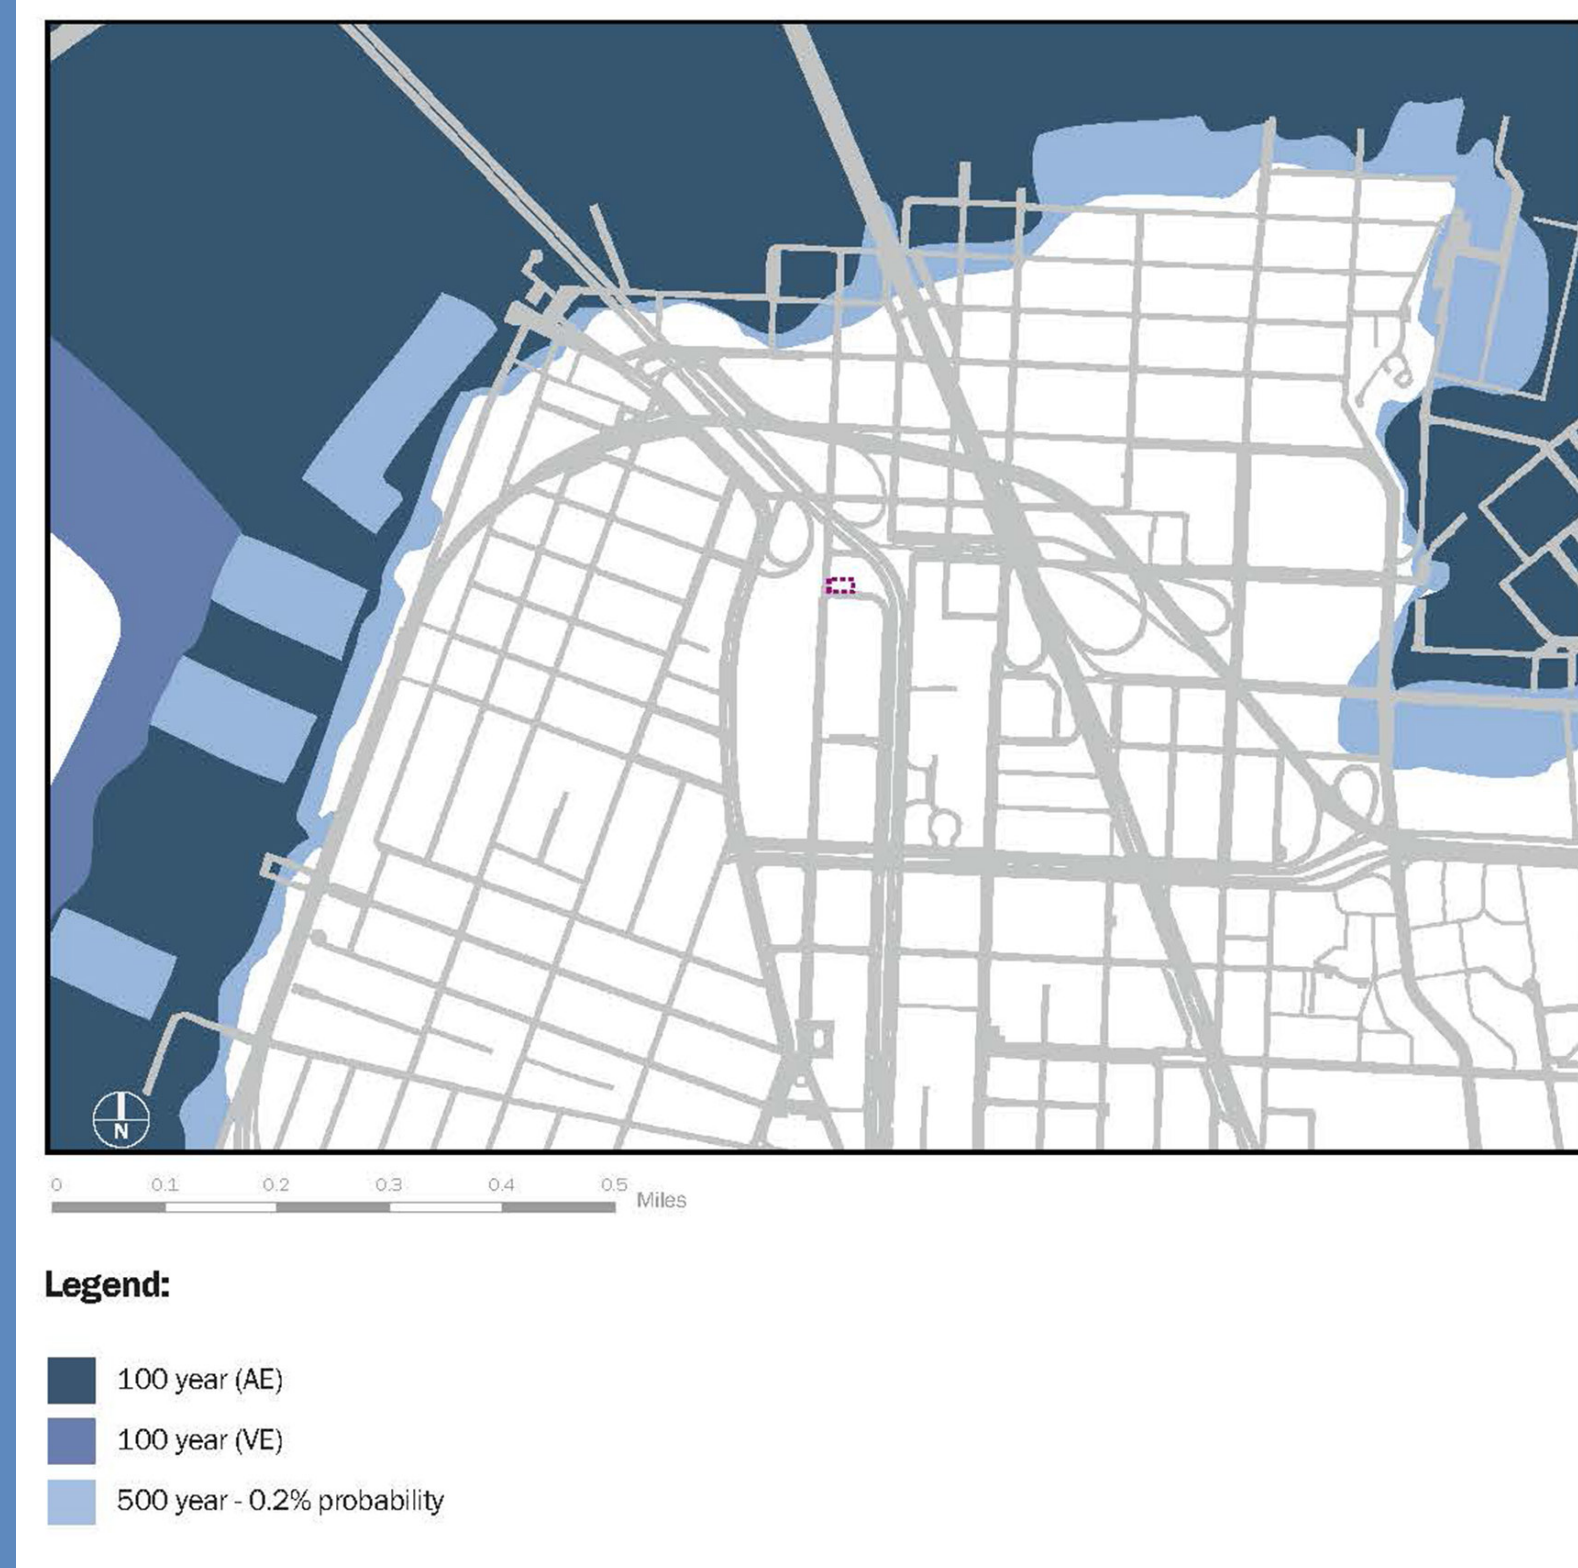 N
0 0.1 0.2 0.3 0.4 0.5 Miles
Legend:
100 year (AE)
100 year (VE)
500 year - 0.2% probability